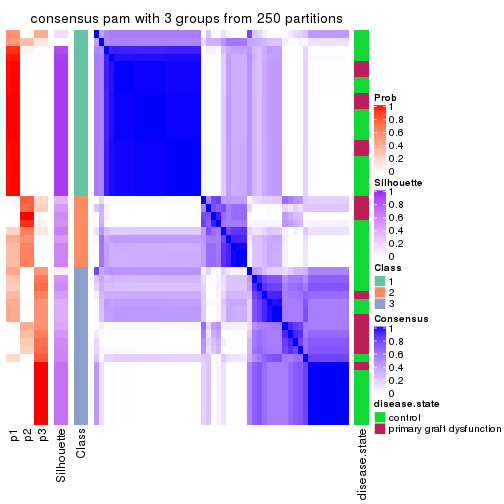 consensus pam with 3 groups from 250 partitions
Prob
1
0.8
0.6
0.4
0.2
0
Silhouette
1
0.8
0.6
0.4
0.2
0
Class
1
2
3
Consensus
1
0.8
0.6
0.4
0.2
0
disease.state
control
primary graft dysfunction
p1
p2
p3
Silhouette
Class
disease.state